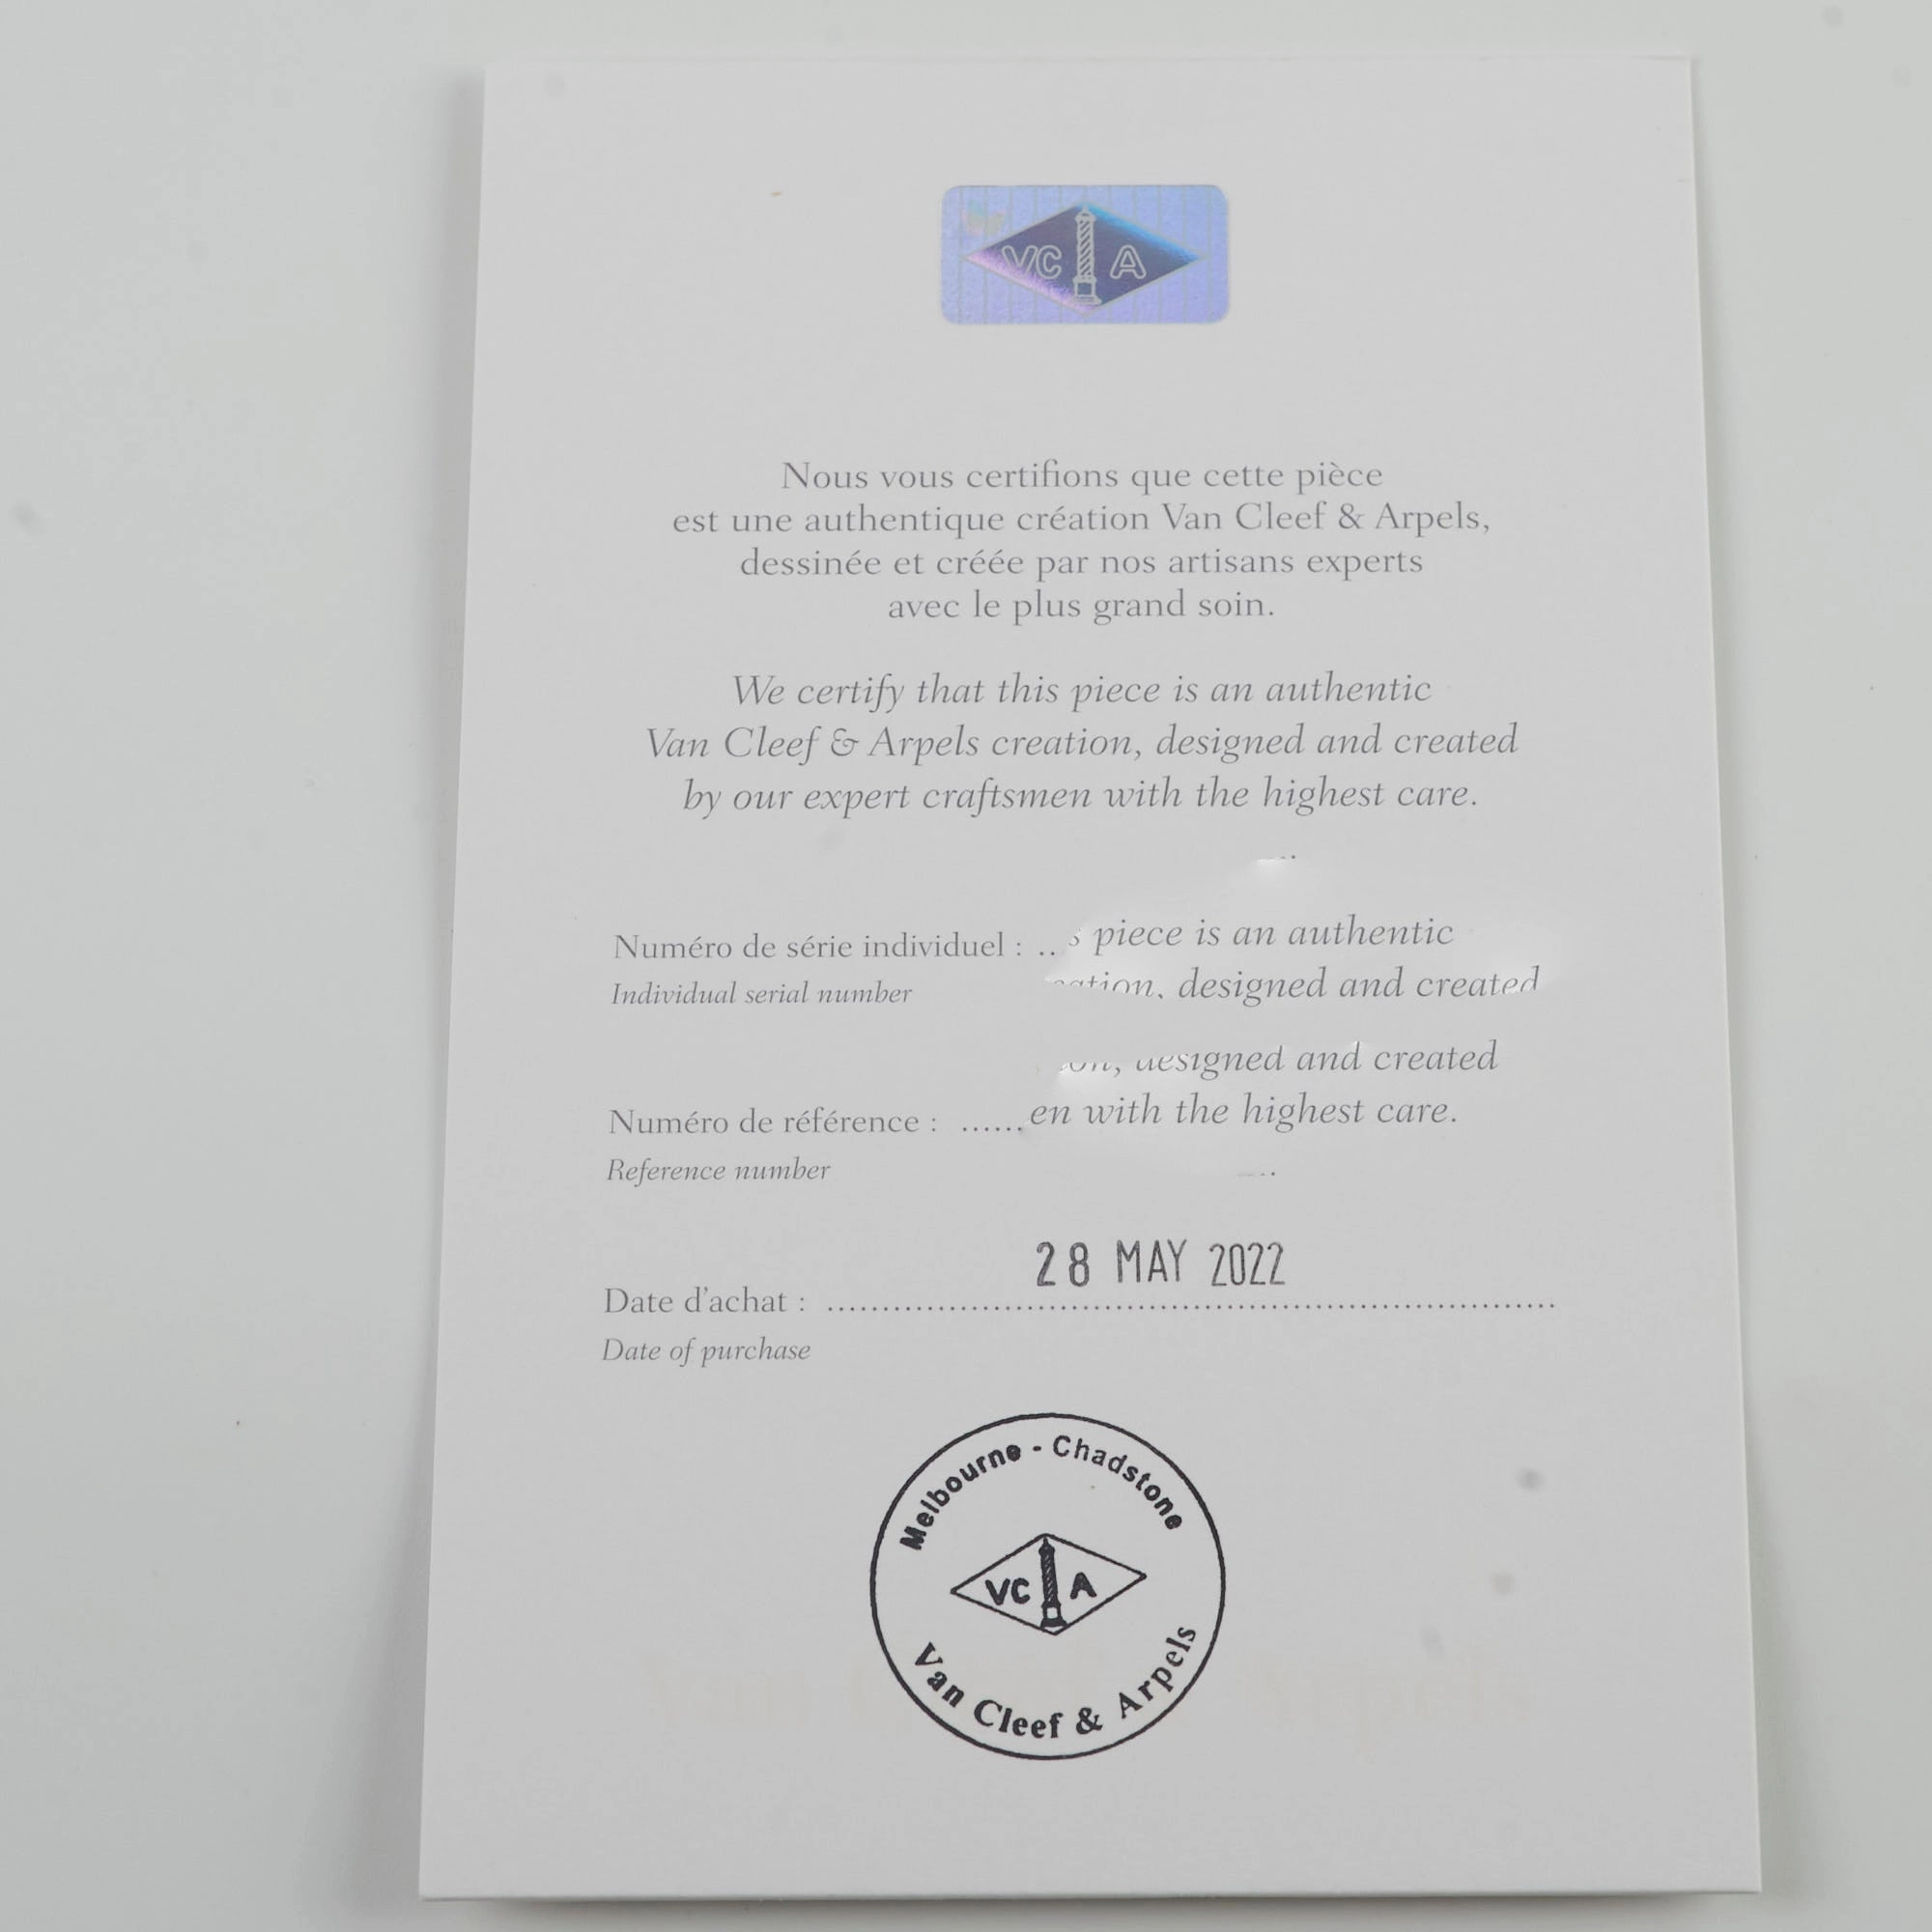 VC A
Nous vous certifions que cette pièce
est une authentique création Van Cleef & Arpels,
dessinée et créée par nos artisans experts
avec le plus grand soin.
We certify that this piece is an authentic
Van Cleef & Arpels creation, designed and created
by our expert craftsmen with the highest care.
Numéro de série individuel : .. s piece is an authentic
Individual serial number ation, designed and created
on, designed and created
Numéro de référence : ...... en with the highest care.
Reference number
28 MAY 2022
Date d'achat :
Date of purchase
Melbourne - Chadstone
VC A
Van Cleef & Arpels